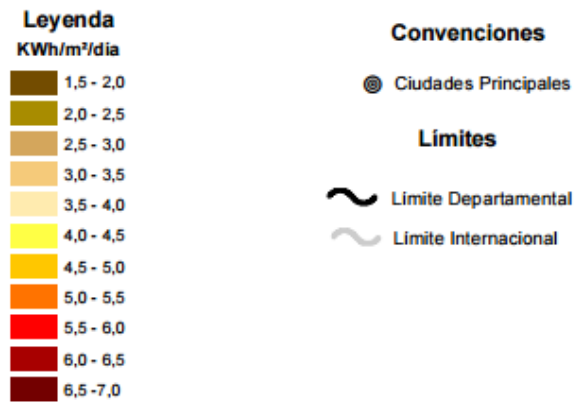 Leyenda
KWh/m²/dia
1,5 - 2,0
2,0 - 2,5
2,5 - 3,0
3,0 - 3,5
3,5 - 4,0
4,0 - 4,5
4,5 - 5,0
5,0 - 5,5
5,5 - 6,0
6,0 - 6,5
6,5 -7,0
Convenciones
Ciudades Principales
Límites
Límite Departamental
Límite Internacional